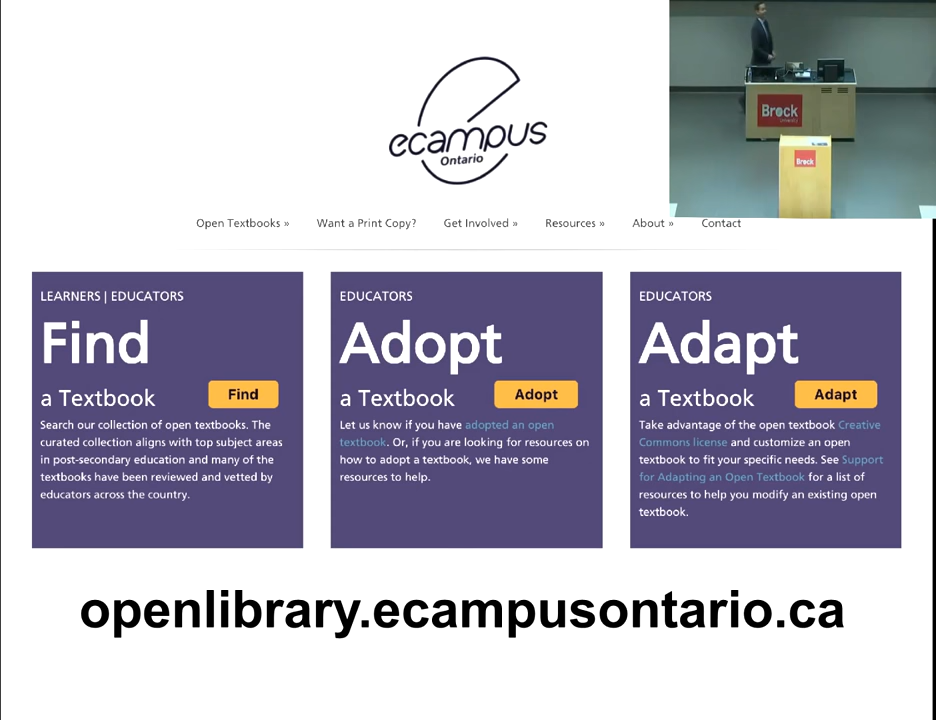 Brock
University
Brock
ecampus
Ontario
Open Textbooks » Want a Print Copy? Get Involved » Resources » About » Contact
LEARNERS | EDUCATORS
Find
a Textbook
Find
Search our collection of open textbooks. The
curated collection aligns with top subject areas
in post-secondary education and many of the
textbooks have been reviewed and vetted by
educators across the country.
EDUCATORS
Adopt
a Textbook
Adopt
Let us know if you have adopted an open
textbook. Or, if you are looking for resources on
how to adopt a textbook, we have some
resources to help.
EDUCATORS
Adapt
a Textbook
Adapt
Take advantage of the open textbook Creative
Commons license and customize an open
textbook to fit your specific needs. See Support
for Adapting an Open Textbook for a list of
resources to help you modify an existing open
textbook.
openlibrary.ecampusontario.ca